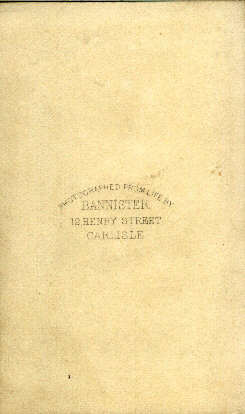 PHOTOGRAPHED FROM LIFE BY
BANNISTER
12, HENRY STREET
CARLISLE